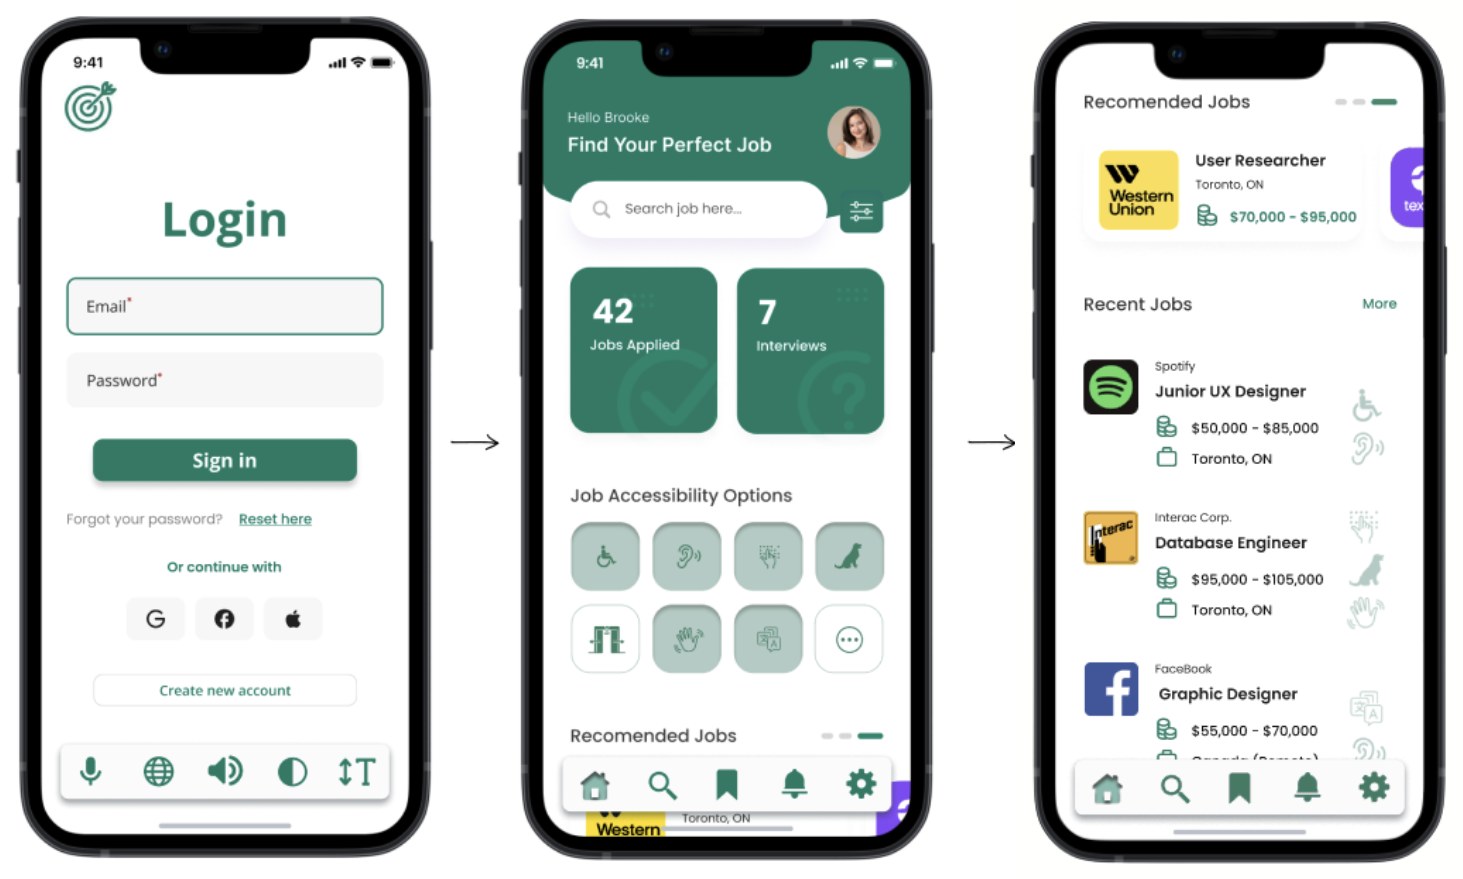 9:41
Login
Email*
Password*
Sign in
Forgot your password? Reset here
Or continue with
G
Create new account
T
9:41
Hello Brooke
Find Your Perfect Job
Search job here...
42
Jobs Applied
7
Interviews
?
Job Accessibility Options
A
Recomended Jobs
Western
Toronto, ON
Recomended Jobs
Western
Union
User Researcher
Toronto, ON
$70,000 - $95,000
tex
Recent Jobs
More
Spotify
Junior UX Designer
$50,000 - $85,000
Toronto, ON
Interac
Interac Corp.
Database Engineer
$95,000 - $105,000
Toronto, ON
f
FaceBook
Graphic Designer
$55,000 - $70,000
A
Canada (Remote)